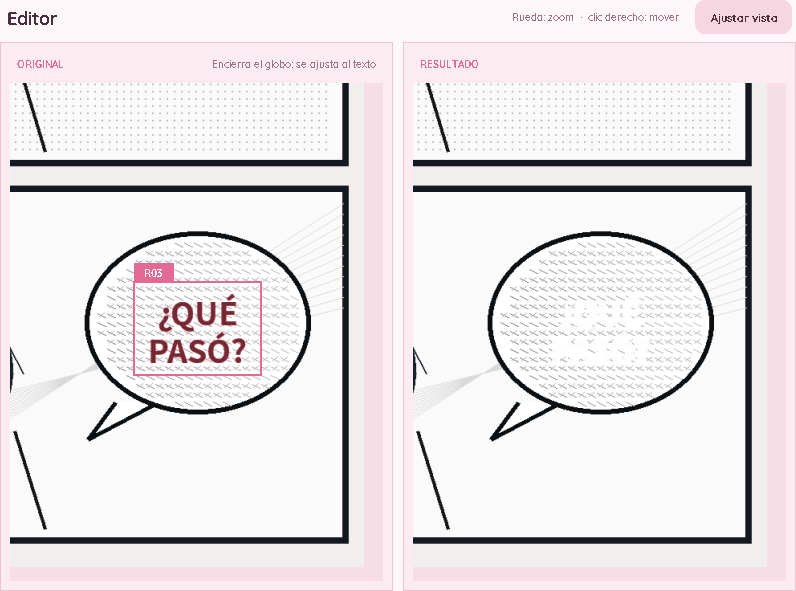 Editor
Rueda: zoom · clic derecho: mover
Ajustar vista
ORIGINAL
Encierra el globo: se ajusta al texto
RESULTADO
R03
¿QUÉ
PASÓ?